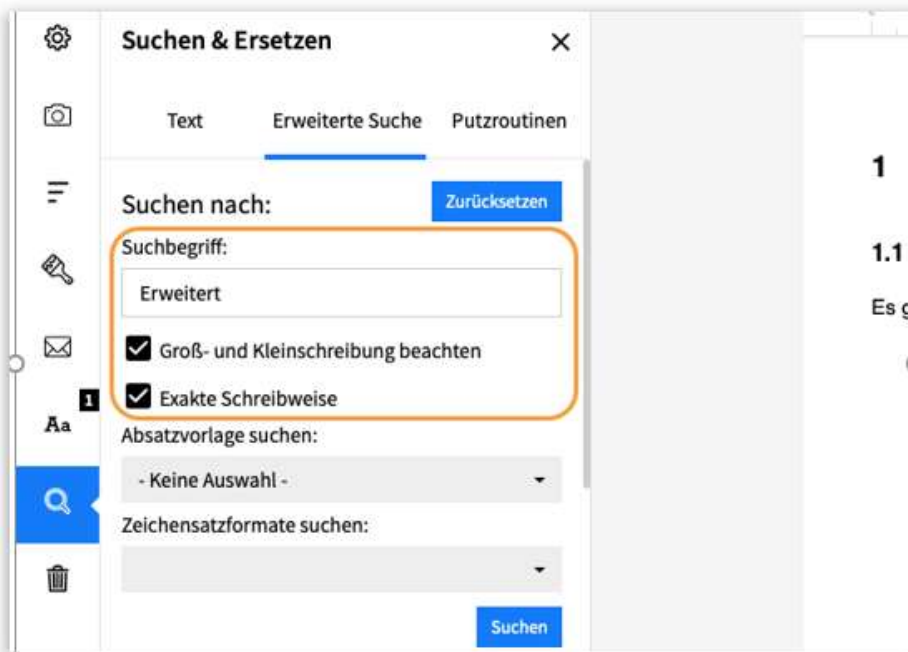 Suchen & Ersetzen
Text Erweiterte Suche Putzroutinen
Suchen nach: Zurücksetzen
Suchbegriff:
Erweitert
Groß- und Kleinschreibung beachten
Exakte Schreibweise
Absatzvorlage suchen:
- Keine Auswahl -
Zeichensatzformate suchen:
Suchen
1
Aa
1
1.1
Es g